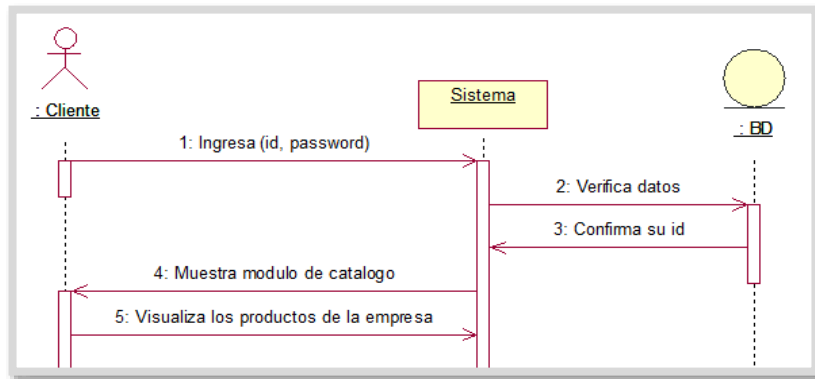 : Cliente
Sistema
: BD
1: Ingresa (id, password)
2: Verifica datos
3: Confirma su id
4: Muestra modulo de catalogo
5: Visualiza los productos de la empresa